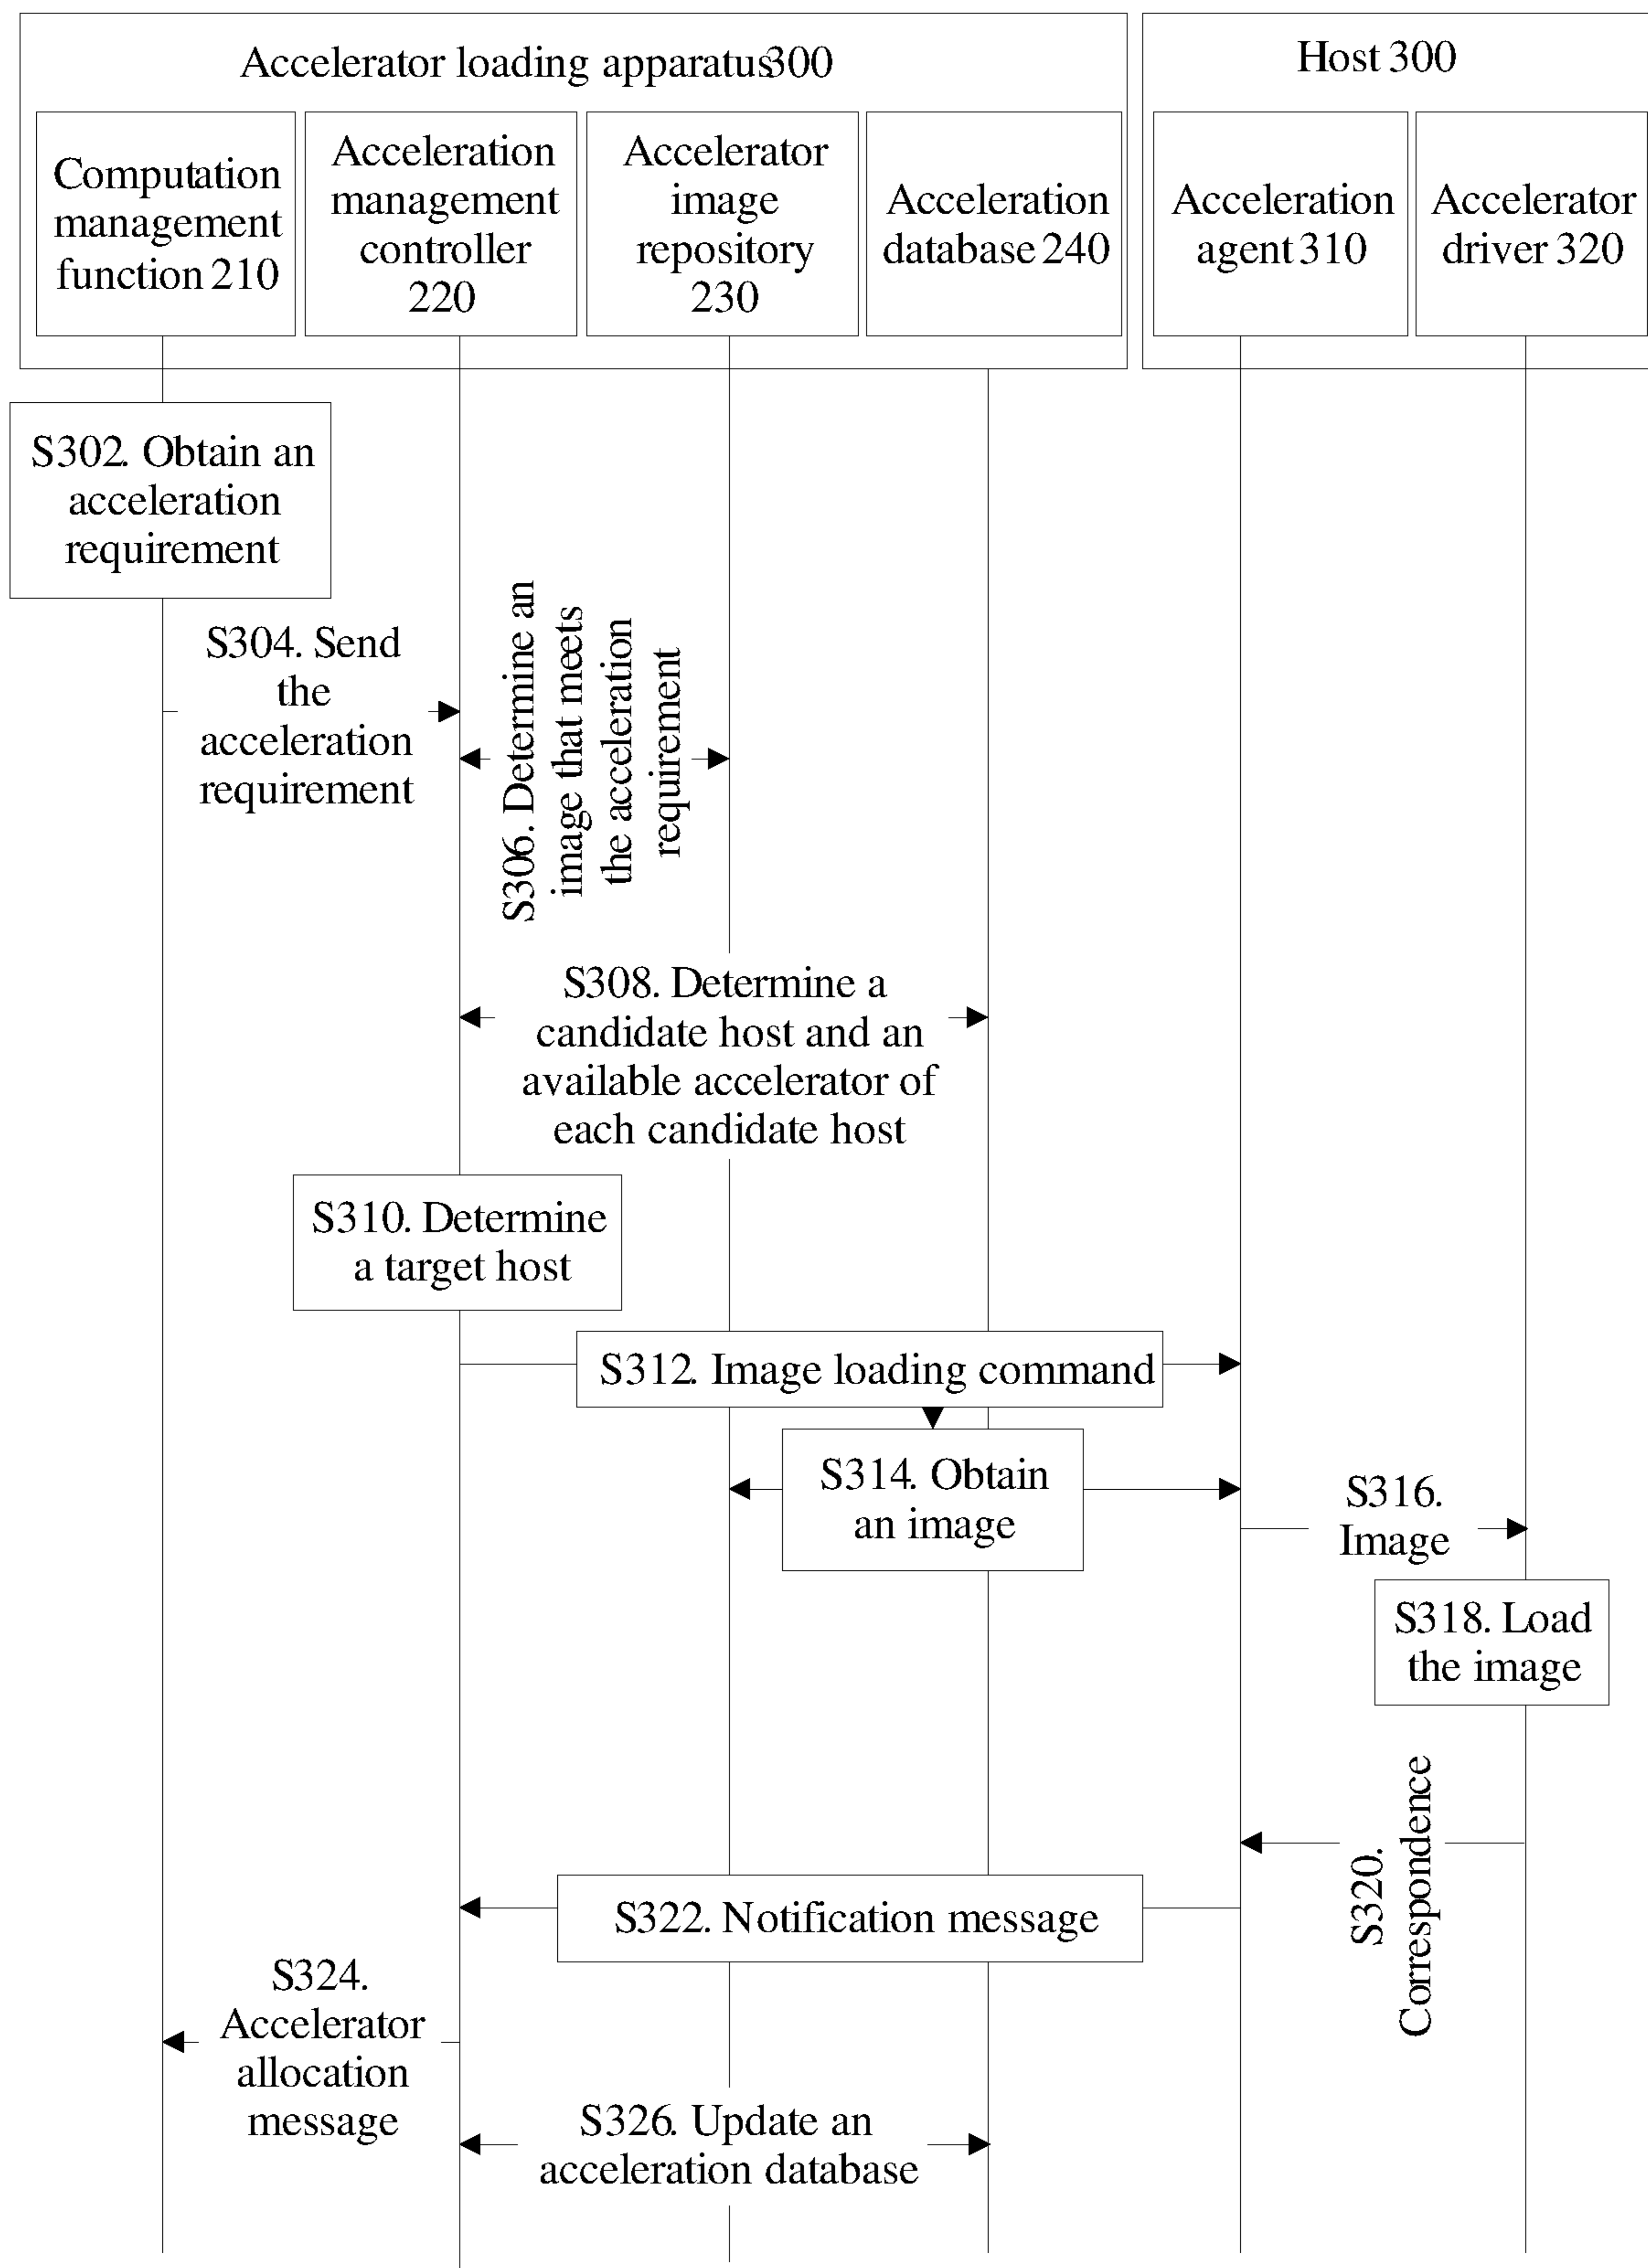 Accelerator loading apparatus300
Host 300
Computation
management
function 210
Acceleration
management
controller
220
Accelerator
image
repository
230
Acceleration
database 240
Acceleration
agent 310
Accelerator
driver 320
S302. Obtain an
acceleration
requirement
S304. Send
the
acceleration
requirement
S306. Determine an
image that meets
the acceleration
requirement
S308. Determine a
candidate host and an
available accelerator of
each candidate host
S310. Determine
a target host
S312. Image loading command
S314. Obtain
an image
S316.
Image
S318. Load
the image
S320.
Correspondence
S322. Notification message
S324.
Accelerator
allocation
message
S326. Update an
acceleration database